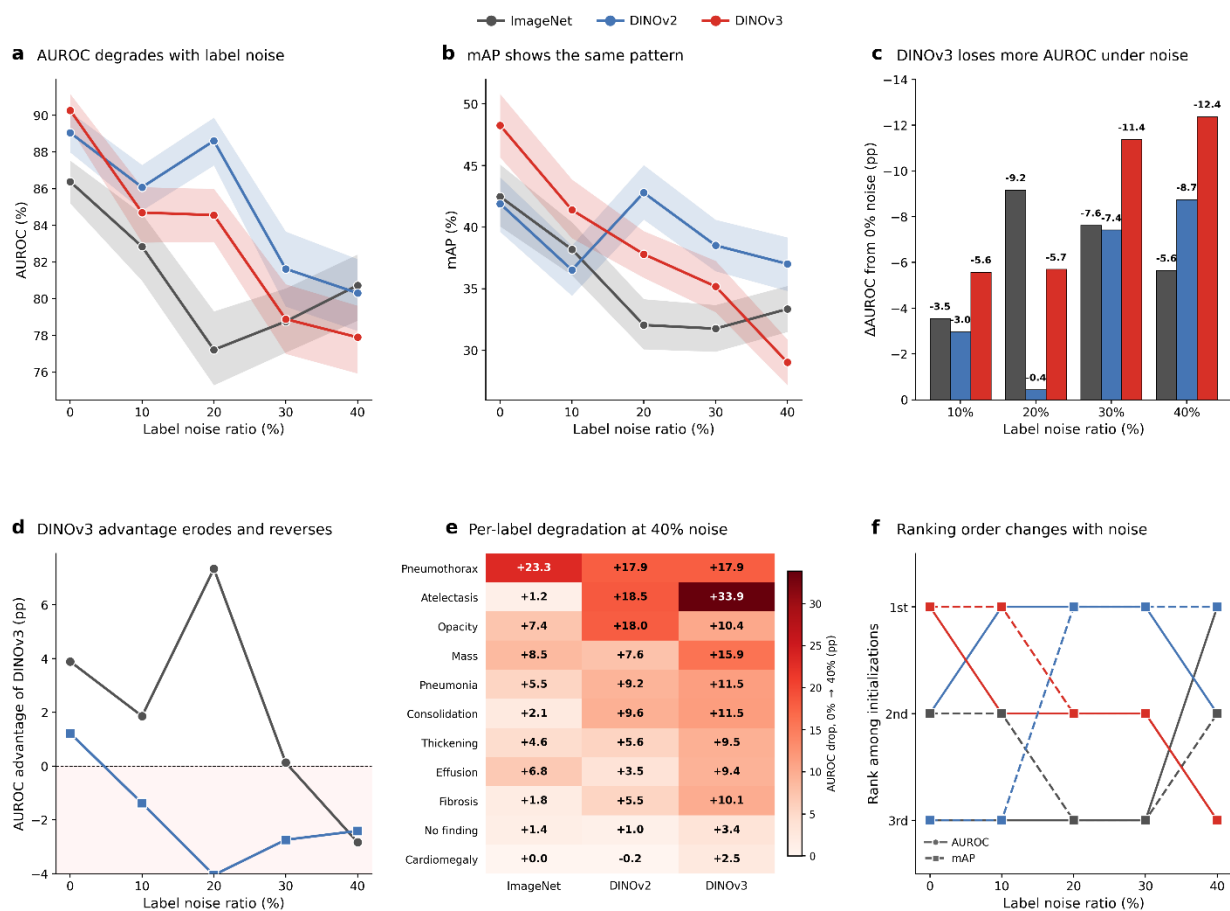 ImageNet DINOv2 DINOv3
a AUROC degrades with label noise
AUROC (%)
90
88
86
84
82
80
78
76
0 10 20 30 40
Label noise ratio (%)
b mAP shows the same pattern
mAP (%)
50
45
40
35
30
0 10 20 30 40
Label noise ratio (%)
c DINOv3 loses more AUROC under noise
ΔAUROC from 0% noise (pp)
−14
−12
−10
−8
−6
−4
−2
0
-3.5 -3.0 -5.6
-9.2 -0.4 -5.7
-7.6 -7.4 -11.4
-5.6 -8.7 -12.4
10% 20% 30% 40%
Label noise ratio (%)
d DINOv3 advantage erodes and reverses
AUROC advantage of DINOv3 (pp)
6
4
2
0
−2
−4
0 10 20 30 40
Label noise ratio (%)
e Per-label degradation at 40% noise
Pneumothorax +23.3 +17.9 +17.9
Atelectasis +1.2 +18.5 +33.9
Opacity +7.4 +18.0 +10.4
Mass +8.5 +7.6 +15.9
Pneumonia +5.5 +9.2 +11.5
Consolidation +2.1 +9.6 +11.5
Thickening +4.6 +5.6 +9.5
Effusion +6.8 +3.5 +9.4
Fibrosis +1.8 +5.5 +10.1
No finding +1.4 +1.0 +3.4
Cardiomegaly +0.0 -0.2 +2.5
ImageNet DINOv2 DINOv3
30
25
20
15
10
5
0
AUROC drop, 0% → 40% (pp)
f Ranking order changes with noise
Rank among initializations
1st
2nd
3rd
AUROC
mAP
0 10 20 30 40
Label noise ratio (%)